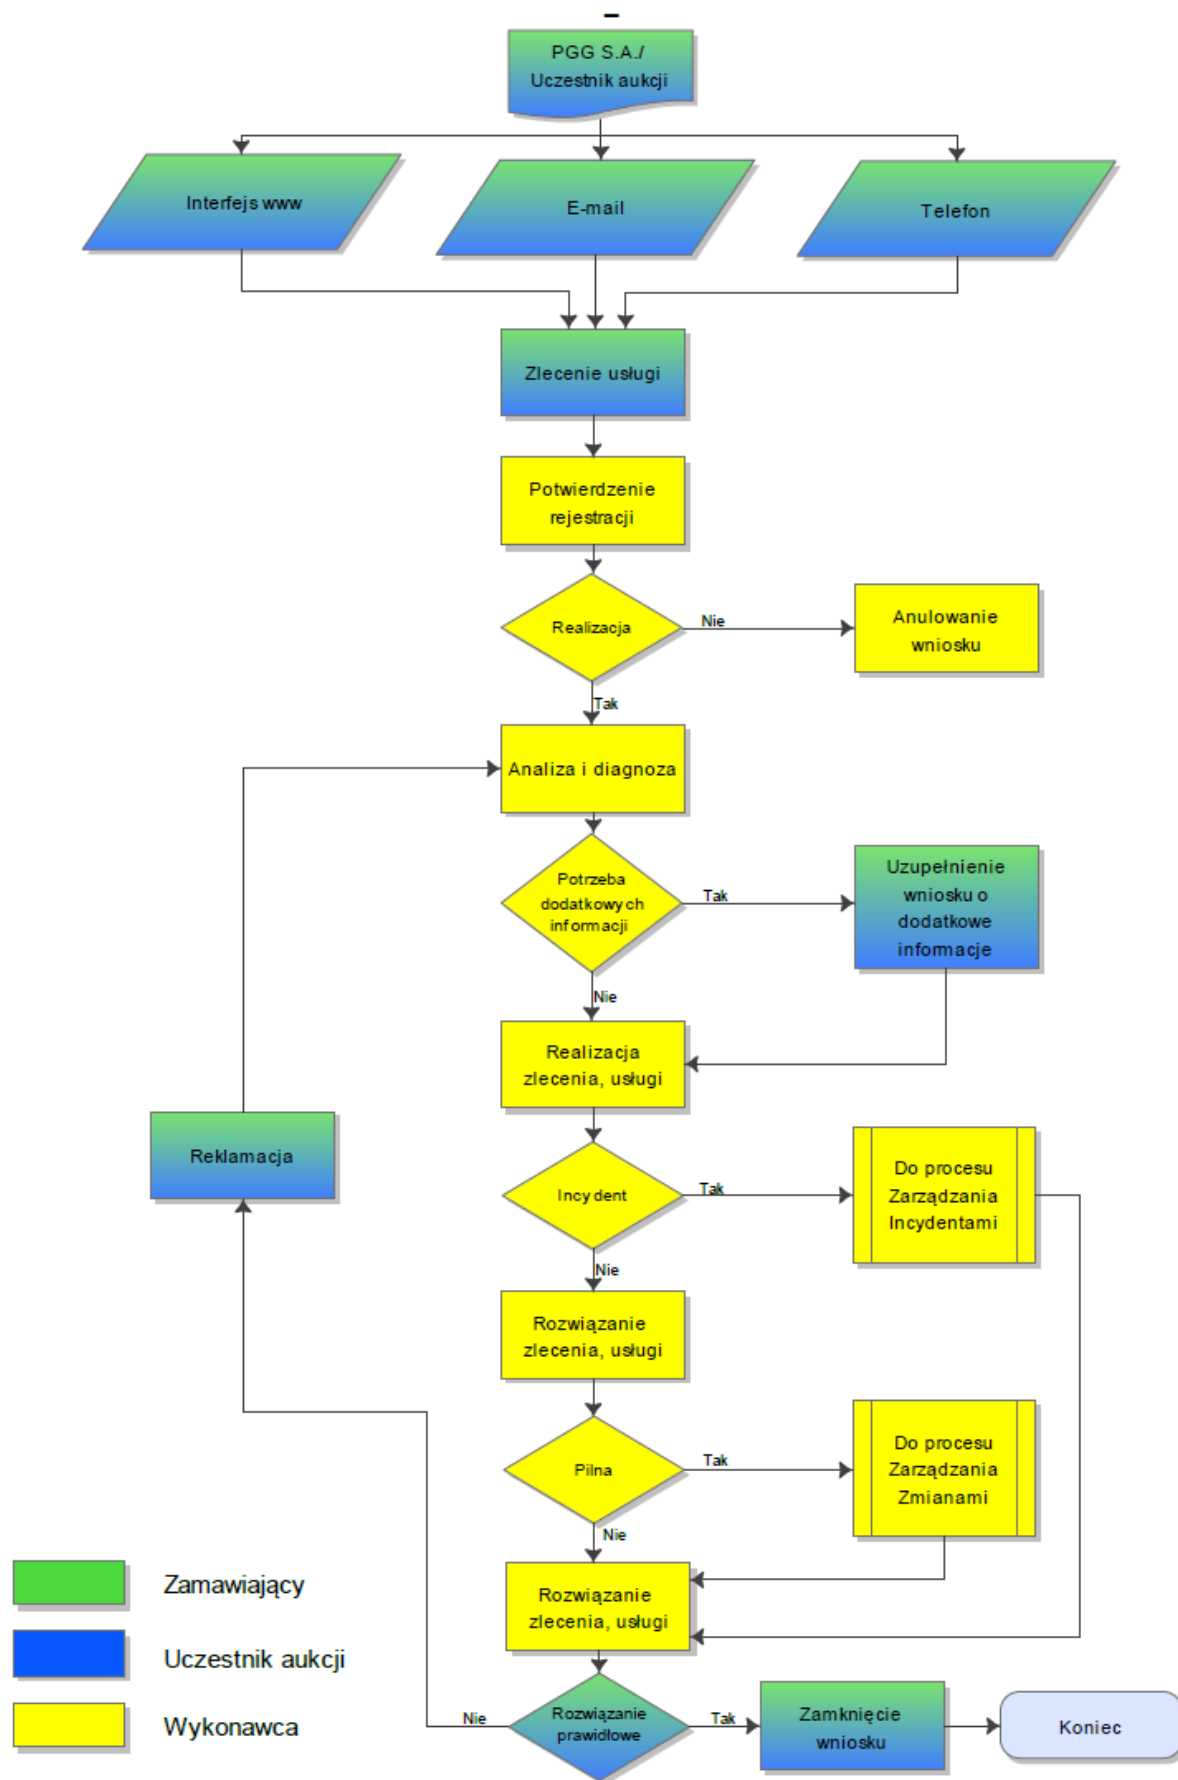 PGG S.A./
Uczestnik aukcji
Interfejs www
E-mail
Telefon
Zlecenie usługi
Potwierdzenie
rejestracji
Realizacja
Nie
Anulowanie
wniosku
Tak
Analiza i diagnoza
Potrzeba
dodatkowych
informacji
Tak
Uzupełnienie
wniosku o
dodatkowe
informacje
Nie
Realizacja
zlecenia, usługi
Reklamacja
Incydent
Tak
Do procesu
Zarządzania
Incydentami
Nie
Rozwiązanie
zlecenia, usługi
Pilna
Tak
Do procesu
Zarządzania
Zmianami
Nie
Rozwiązanie
zlecenia, usługi
Rozwiązanie
prawidłowe
Nie
Tak
Zamknięcie
wniosku
Koniec
Zamawiający
Uczestnik aukcji
Wykonawca